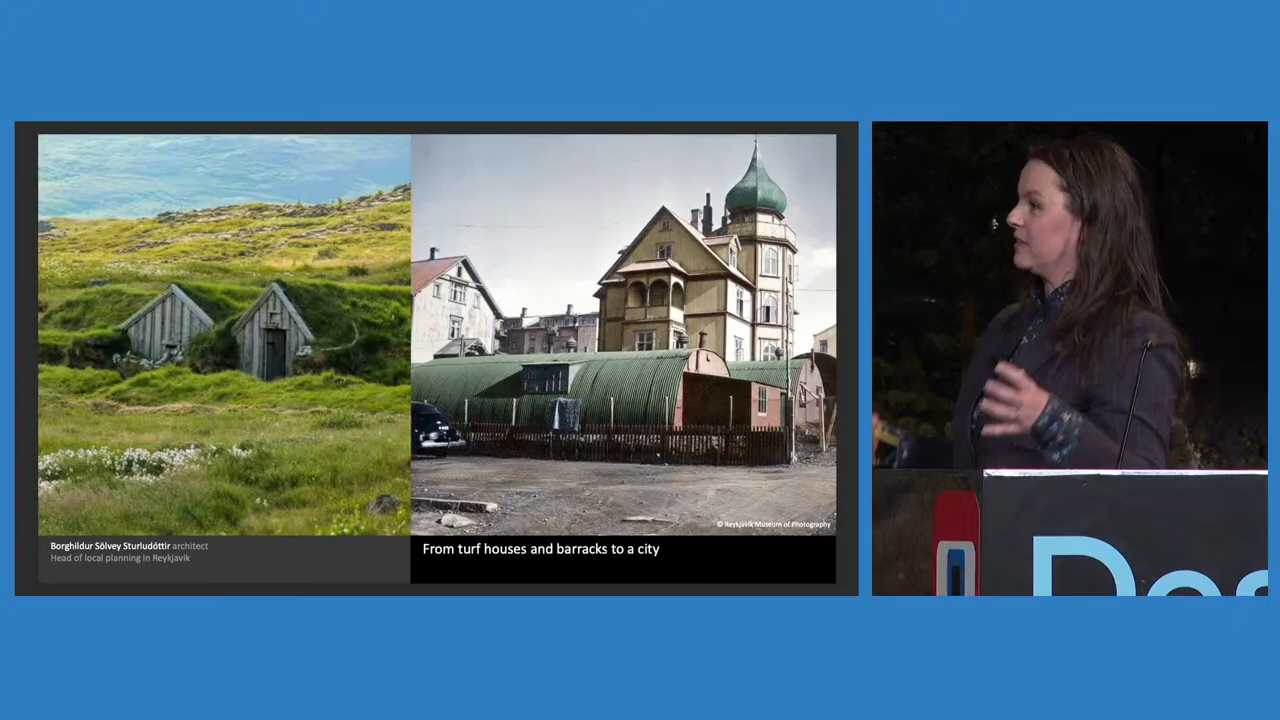 © Reykjavík Museum of Photography
Borghildur Sölvey Sturludóttir architect
Head of local planning in Reykjavík
From turf houses and barracks to a city